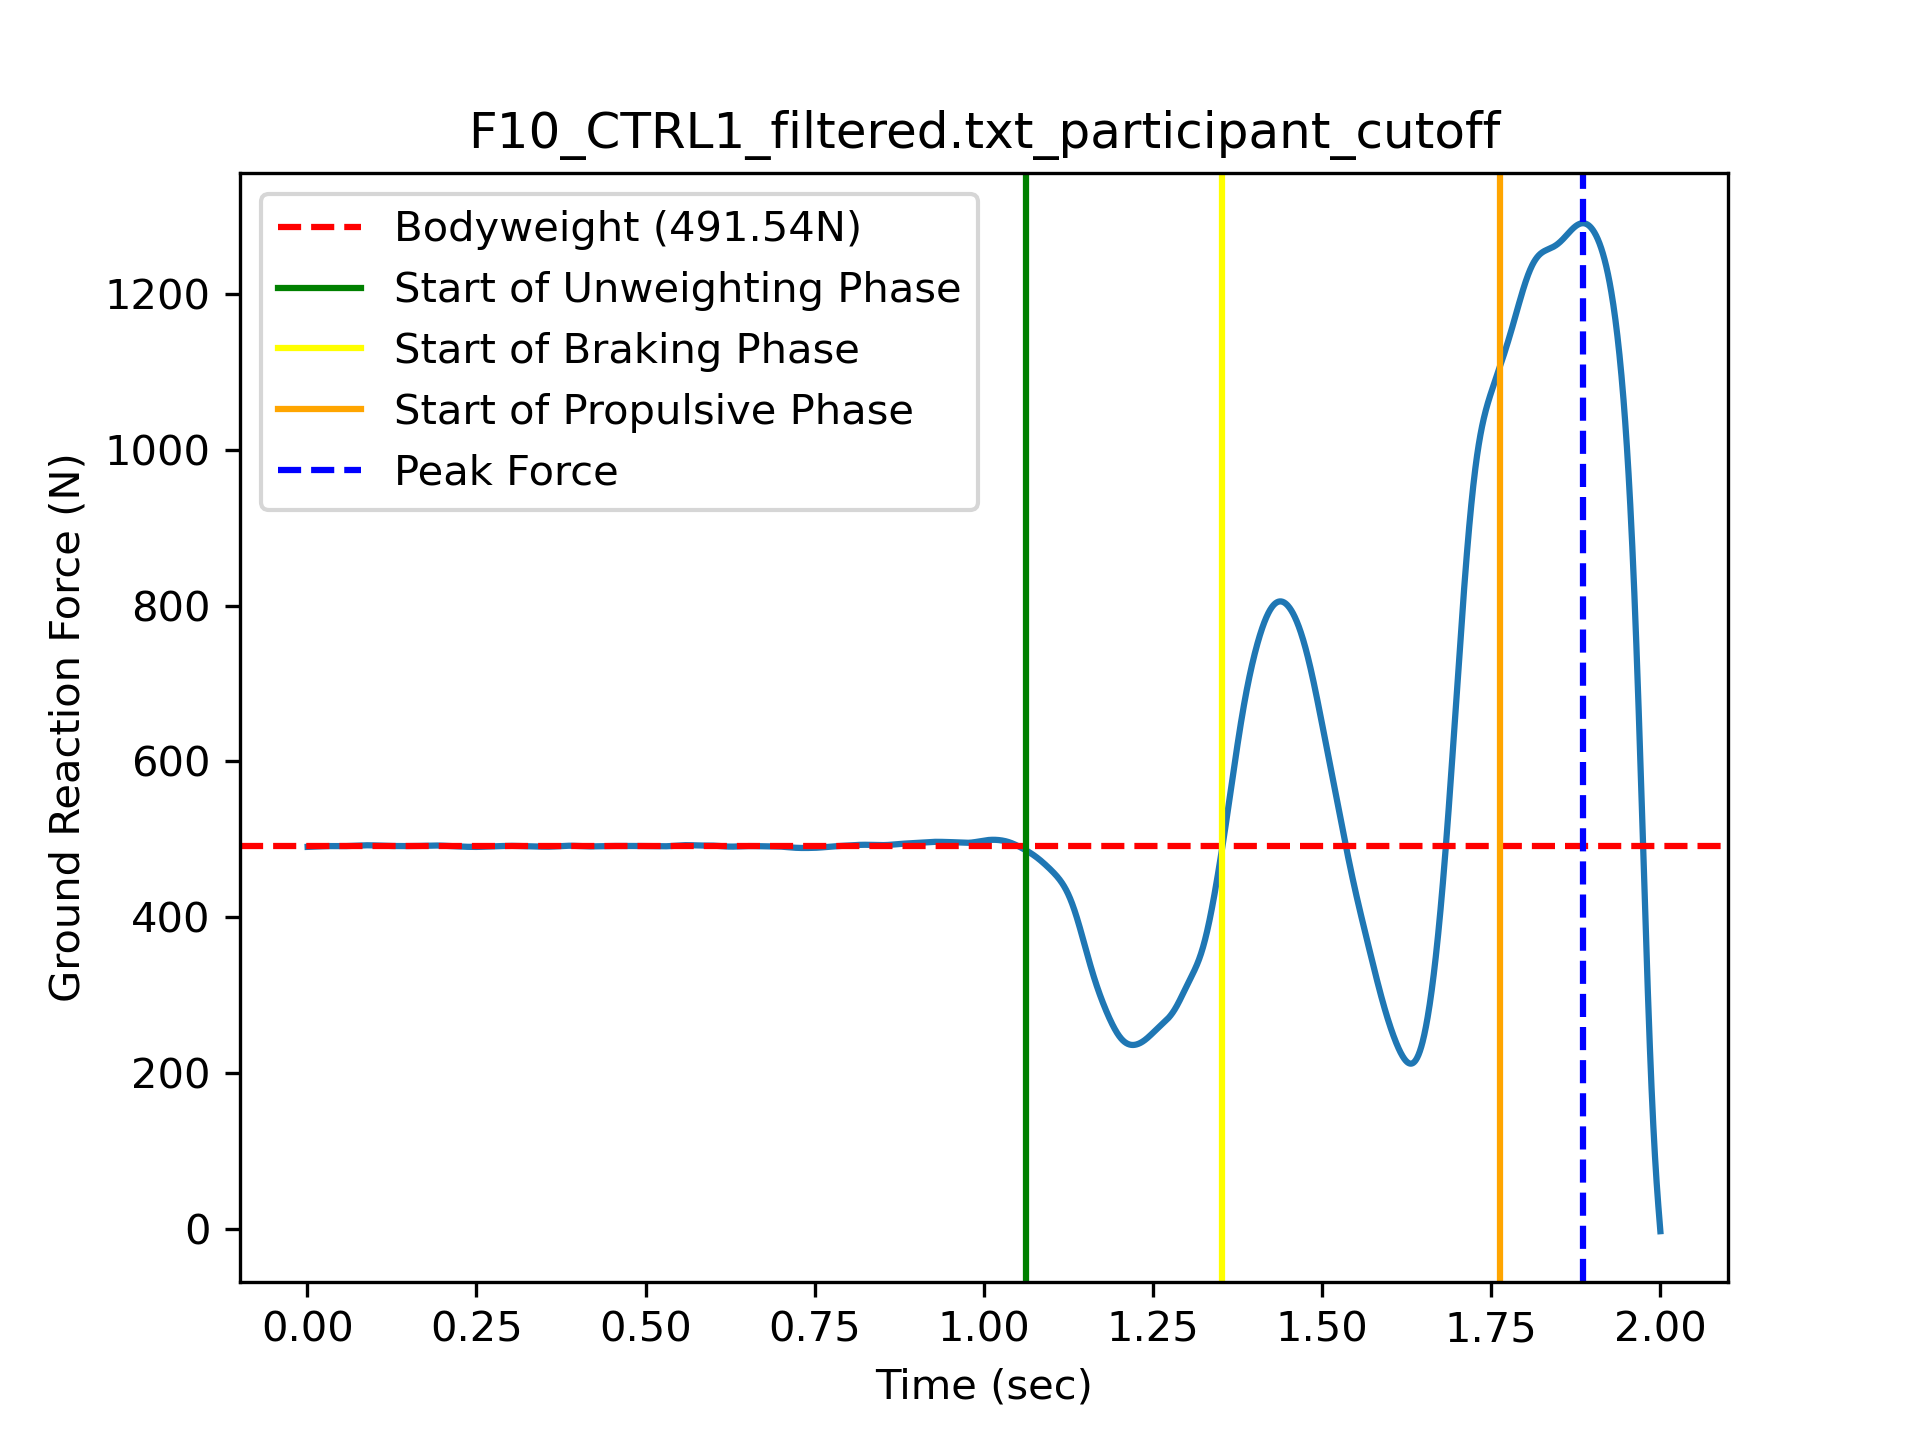 F10_CTRL1_filtered.txt_participant_cutoff
Bodyweight (491.54N)
Start of Unweighting Phase
Start of Braking Phase
Start of Propulsive Phase
Peak Force
Ground Reaction Force (N)
1200
1000
800
600
400
200
0
0.00 0.25 0.50 0.75 1.00 1.25 1.50 1.75 2.00
Time (sec)